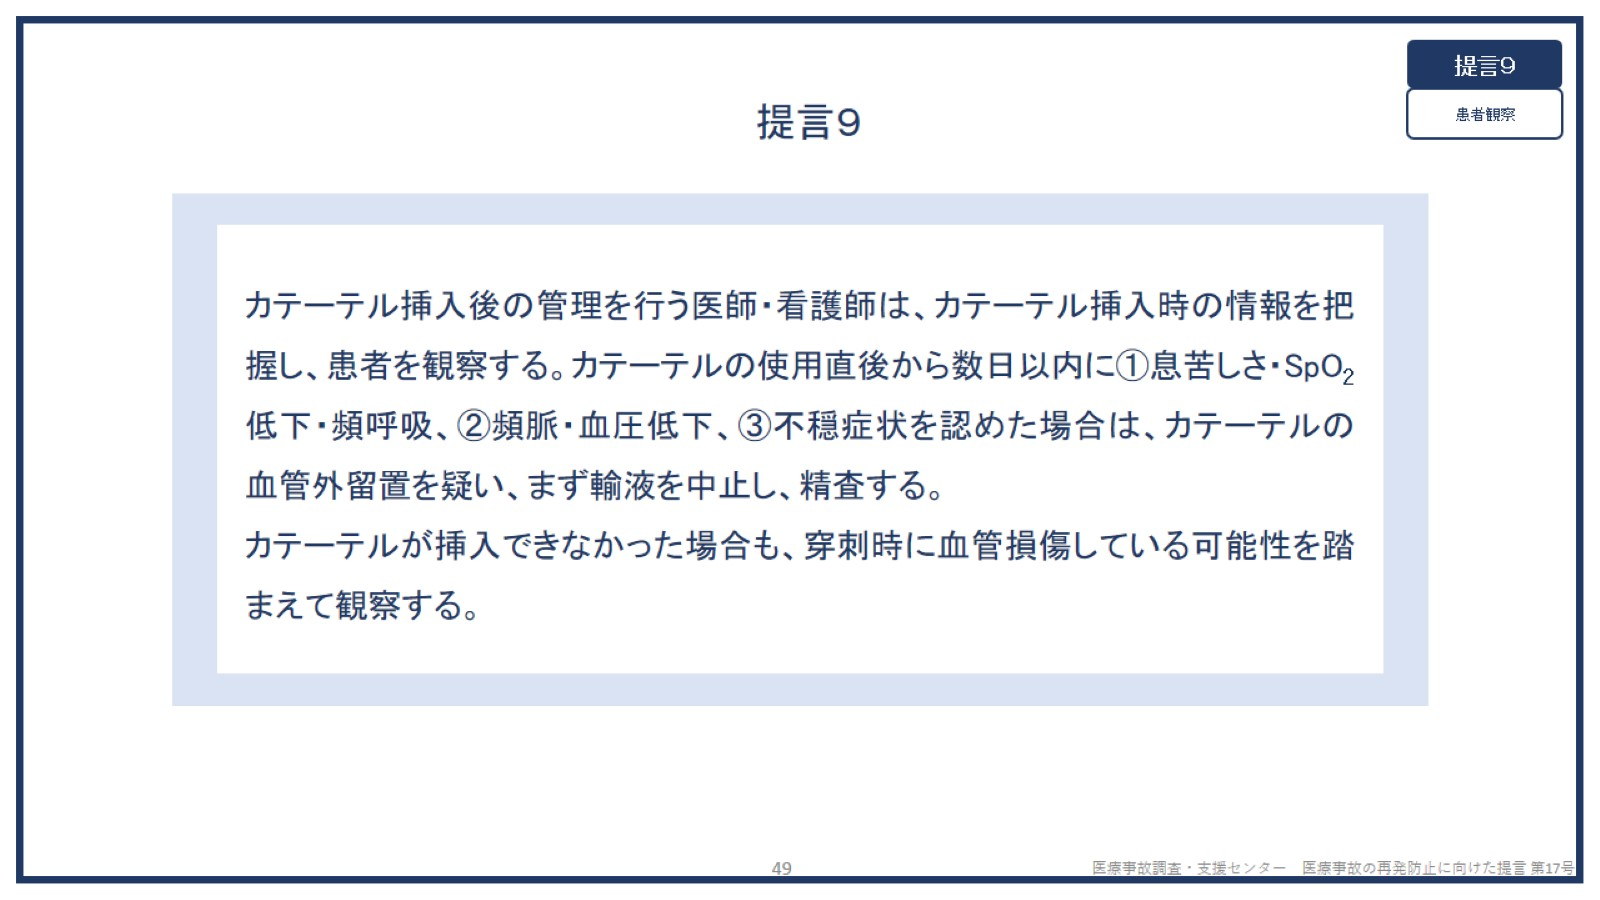 提言９
患者観察
提言９
カテーテル挿入後の管理を行う医師・看護師は、カテーテル挿入時の情報を把
握し、患者を観察する。カテーテルの使用直後から数日以内に①息苦しさ・SpO₂
低下・頻呼吸、②頻脈・血圧低下、③不穏症状を認めた場合は、カテーテルの
血管外留置を疑い、まず輸液を中止し、精査する。
カテーテルが挿入できなかった場合も、穿刺時に血管損傷している可能性を踏
まえて観察する。
49
医療事故調査・支援センター　医療事故の再発防止に向けた提言 第17号